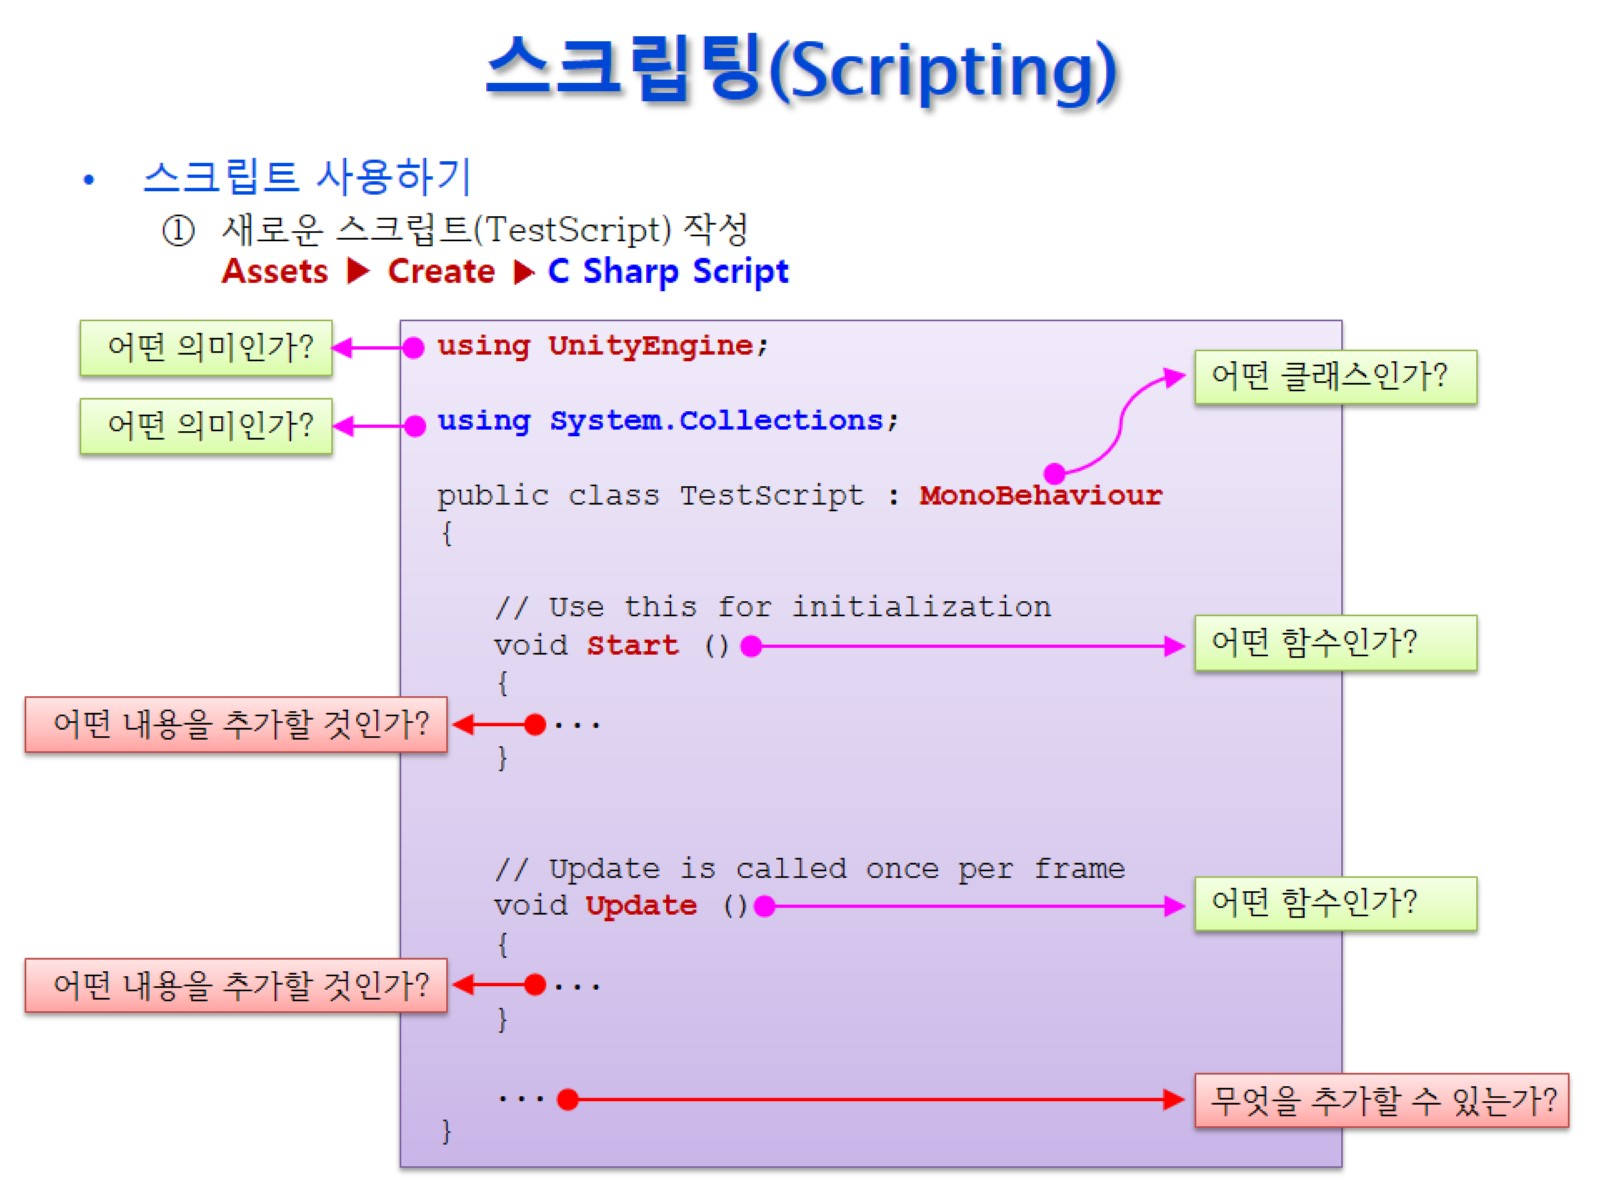 스크립팅(Scripting)
• 스크립트 사용하기
① 새로운 스크립트(TestScript) 작성
Assets ▶ Create ▶ C Sharp Script
어떤 의미인가?
using UnityEngine;
어떤 클래스인가?
어떤 의미인가?
using System.Collections;
public class TestScript : MonoBehaviour
{
// Use this for initialization
void Start ()
어떤 함수인가?
{
어떤 내용을 추가할 것인가?
...
}
// Update is called once per frame
void Update ()
어떤 함수인가?
{
어떤 내용을 추가할 것인가?
...
}
...
무엇을 추가할 수 있는가?
}